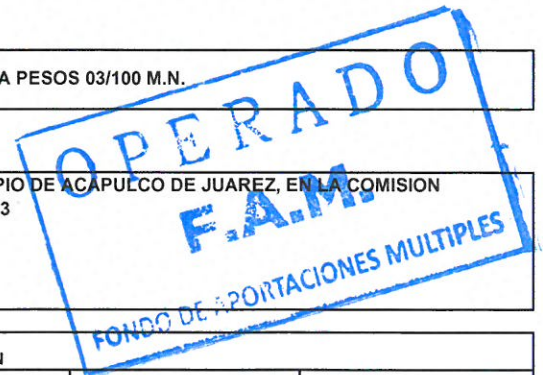 A PESOS 03/100 M.N.
OPERADO
PIO DE ACAPULCO DE JUAREZ, EN LA COMISION
3
F.A.M.
FONDO DE APORTACIONES MULTIPLES
N